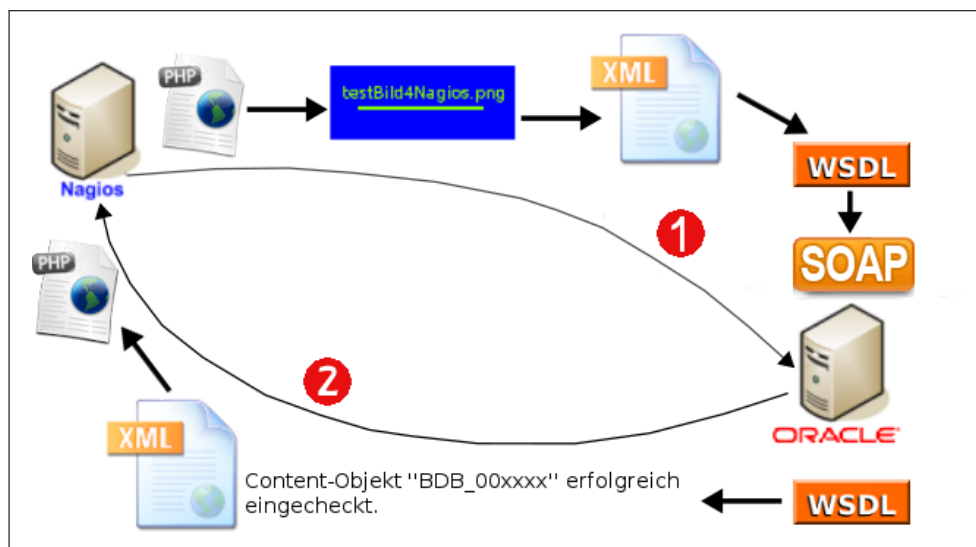 PHP
testBild4Nagios.png
XML
WSDL
Nagios
1
SOAP
PHP
2
ORACLE
XML
Content-Objekt "BDB_00xxxx" erfolgreich
eingecheckt.
WSDL